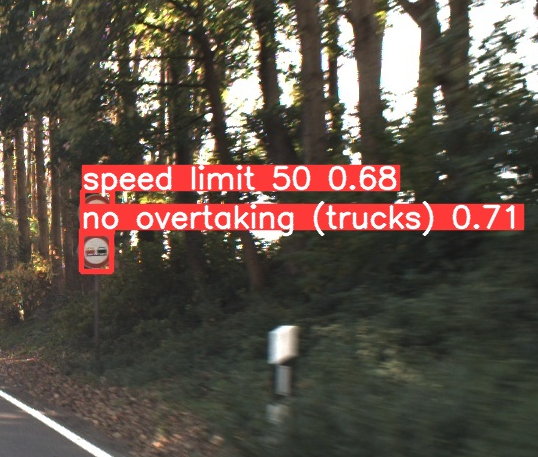 speed limit 50 0.68
no overtaking (trucks) 0.71